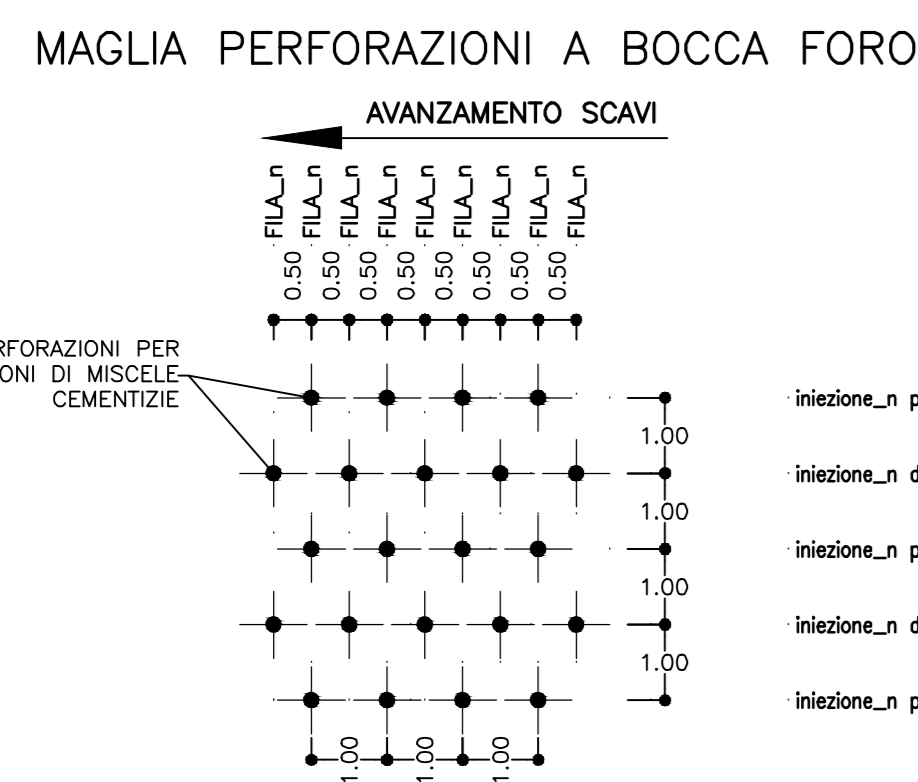 MAGLIA PERFORAZIONI A BOCCA FORO
AVANZAMENTO SCAVI
FILA_n FILA_n FILA_n FILA_n FILA_n FILA_n FILA_n FILA_n FILA_n
0.50 0.50 0.50 0.50 0.50 0.50 0.50 0.50
RFORAZIONI PER
ONI DI MISCELE
CEMENTIZIE
iniezione_n p
1.00
iniezione_n d
1.00
iniezione_n p
1.00
iniezione_n d
1.00
iniezione_n p
1.00 1.00 1.00